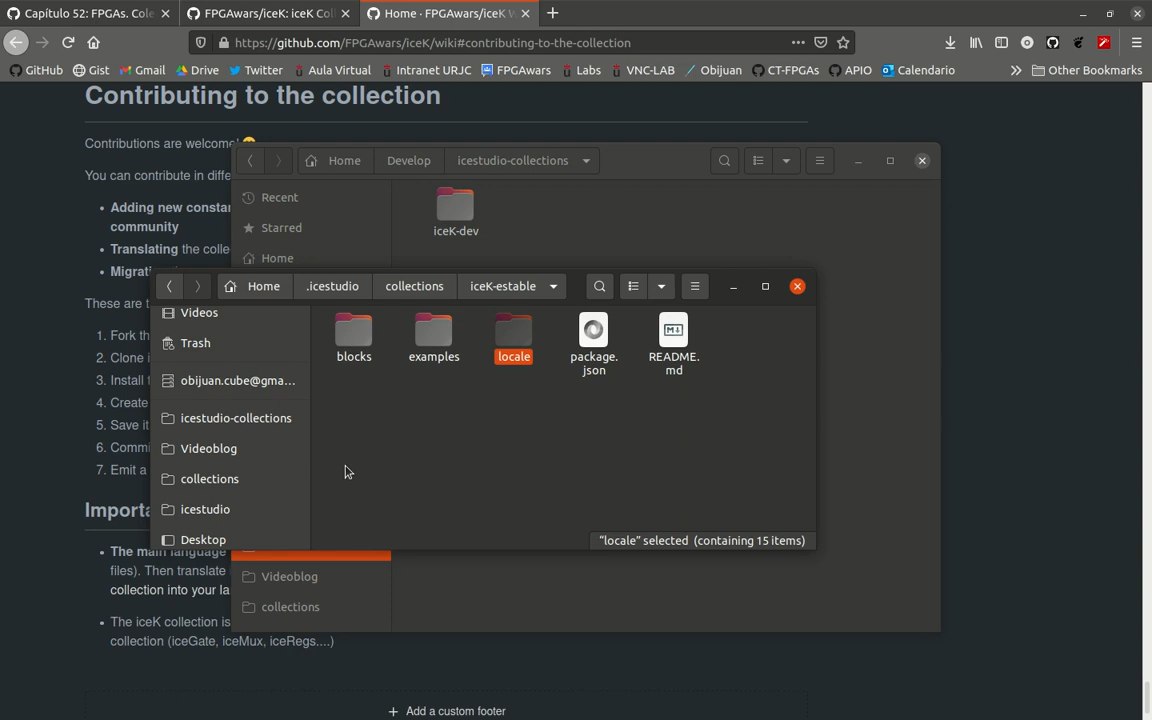 Capítulo 52: FPGAs. Cole
FPGAwars/iceK: iceK Col
Home · FPGAwars/iceK W
https://github.com/FPGAwars/iceK/wiki#contributing-to-the-collection
GitHub
Gist
Gmail
Drive
Twitter
Aula Virtual
Intranet URJC
FPGAwars
Labs
VNC-LAB
Obijuan
CT-FPGAs
APIO
Calendario
Other Bookmarks
Contributing to the collection
Contributions are welcome!
You can contribute in diffe
• Adding new constan
community
• Translating the colle
• Migrati
These are t
1. Fork th
2. Clone i
3. Install t
4. Create
5. Save it
6. Commi
7. Emit a
Importa
• The main language
files). Then translate
collection into your la
• The iceK collection is
collection (iceGate, iceMux, iceRegs....)
+ Add a custom footer
Home
Develop
icestudio-collections
Recent
Starred
Home
iceK-dev
Videoblog
collections
Home
.icestudio
collections
iceK-estable
Videos
Trash
obijuan.cube@gma...
icestudio-collections
Videoblog
collections
icestudio
Desktop
blocks
examples
locale
package.
json
README.
md
"locale" selected (containing 15 items)